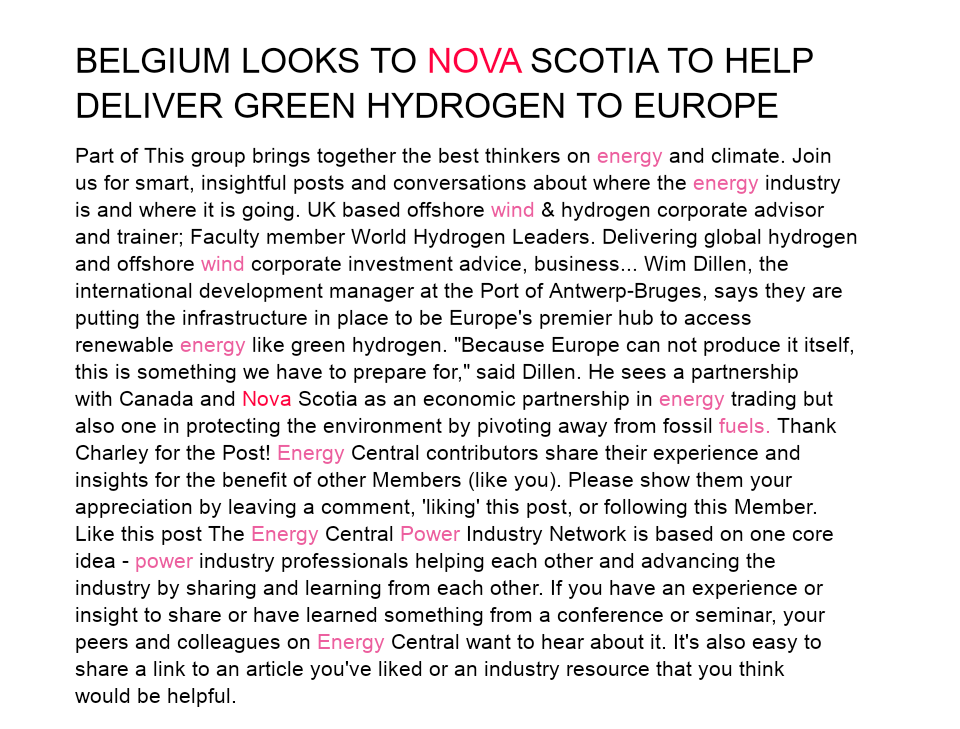 BELGIUM LOOKS TO NOVA SCOTIA TO HELP
DELIVER GREEN HYDROGEN TO EUROPE
Part of This group brings together the best thinkers on energy and climate. Join
us for smart, insightful posts and conversations about where the energy industry
is and where it is going. UK based offshore wind & hydrogen corporate advisor
and trainer; Faculty member World Hydrogen Leaders. Delivering global hydrogen
and offshore wind corporate investment advice, business... Wim Dillen, the
international development manager at the Port of Antwerp-Bruges, says they are
putting the infrastructure in place to be Europe's premier hub to access
renewable energy like green hydrogen. "Because Europe can not produce it itself,
this is something we have to prepare for," said Dillen. He sees a partnership
with Canada and Nova Scotia as an economic partnership in energy trading but
also one in protecting the environment by pivoting away from fossil fuels. Thank
Charley for the Post! Energy Central contributors share their experience and
insights for the benefit of other Members (like you). Please show them your
appreciation by leaving a comment, 'liking' this post, or following this Member.
Like this post The Energy Central Power Industry Network is based on one core
idea - power industry professionals helping each other and advancing the
industry by sharing and learning from each other. If you have an experience or
insight to share or have learned something from a conference or seminar, your
peers and colleagues on Energy Central want to hear about it. It's also easy to
share a link to an article you've liked or an industry resource that you think
would be helpful.